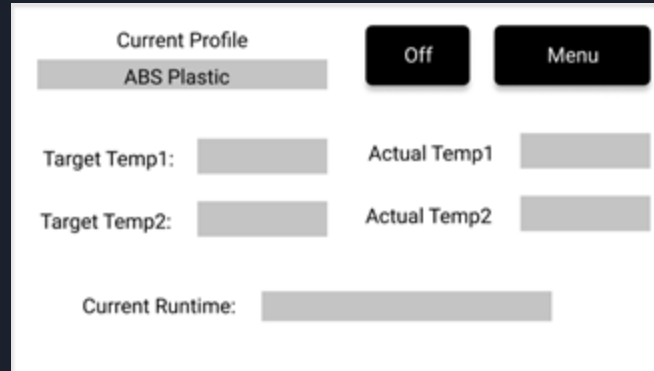 Current Profile
ABS Plastic
Off
Menu
Target Temp1:
Actual Temp1
Target Temp2:
Actual Temp2
Current Runtime: